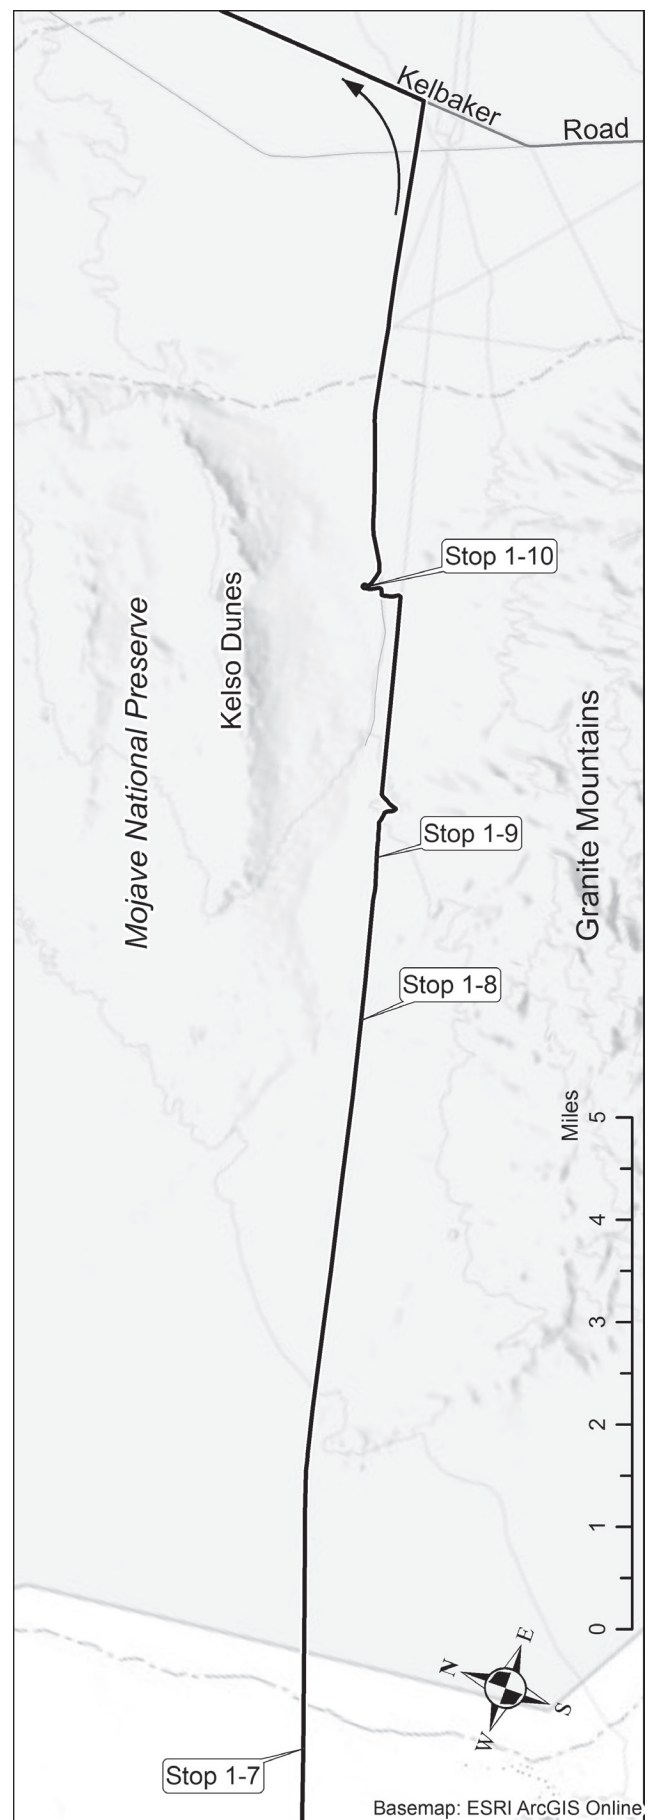 Kelbaker
Road
Stop 1-10
Kelso Dunes
Mojave National Preserve
Granite Mountains
Stop 1-9
Stop 1-8
Miles
5
4
3
2
1
0
N
E
S
W
Stop 1-7
Basemap: ESRI ArcGIS Online